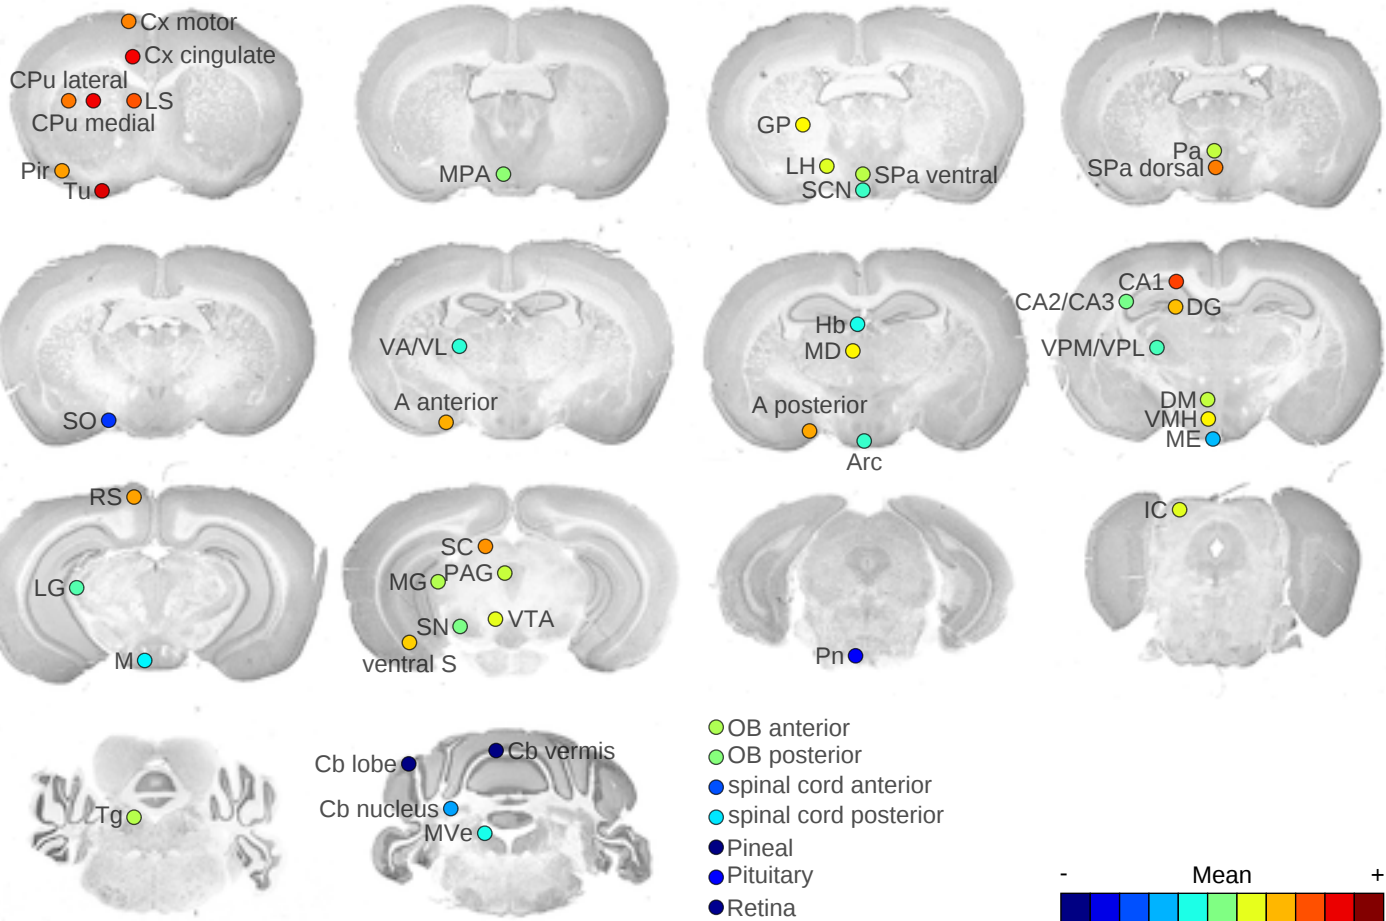 Cx motor
Cx cingulate
CPu lateral
LS
CPu medial
Pir
Tu
MPA
GP
LH
SPa ventral
SCN
Pa
SPa dorsal
SO
VA/VL
A anterior
Hb
MD
A posterior
Arc
CA1
CA2/CA3
DG
VPM/VPL
DM
VMH
ME
RS
LG
M
SC
MG
PAG
SN
VTA
ventral S
Pn
IC
Tg
Cb lobe
Cb vermis
Cb nucleus
MVe
OB anterior
OB posterior
spinal cord anterior
spinal cord posterior
Pineal
Pituitary
Retina
- Mean +